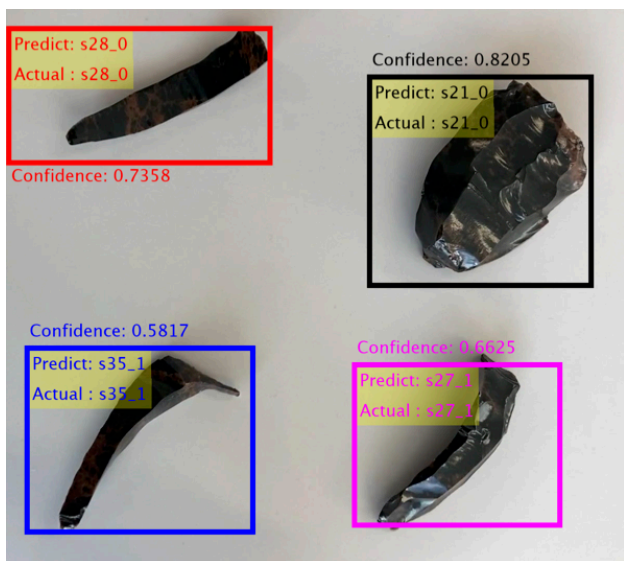 Predict: s28_0
Actual : s28_0
Confidence: 0.7358
Confidence: 0.8205
Predict: s21_0
Actual : s21_0
Confidence: 0.5817
Predict: s35_1
Actual : s35_1
Confidence: 0.6625
Predict: s27_1
Actual : s27_1